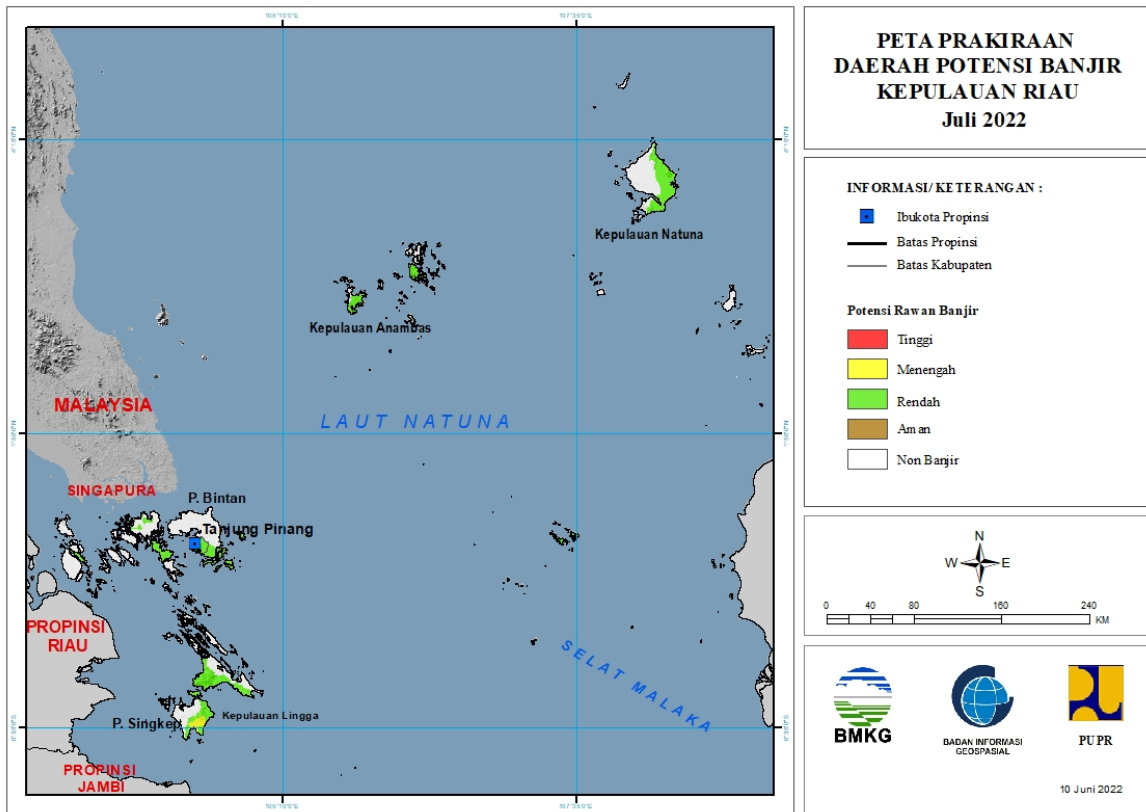 PETA PRAKIRAAN
DAERAH POTENSI BANJIR
KEPULAUAN RIAU
Juli 2022
INFORMASI/ KETERANGAN :
Ibukota Propinsi
Batas Propinsi
Batas Kabupaten
Potensi Rawan Banjir
Tinggi
Menengah
Rendah
Aman
Non Banjir
N
W E
S
0 40 80 160 240
KM
BMKG
BADAN INFORMASI
GEOSPASIAL
PUPR
10 Juni 2022
Kepulauan Natuna
Kepulauan Anambas
MALAYSIA
LAUT NATUNA
SINGAPURA
P. Bintan
Tanjung Pinang
PROPINSI
RIAU
SELAT MALAKA
Kepulauan Lingga
P. Singkep
PROPINSI
JAMBI